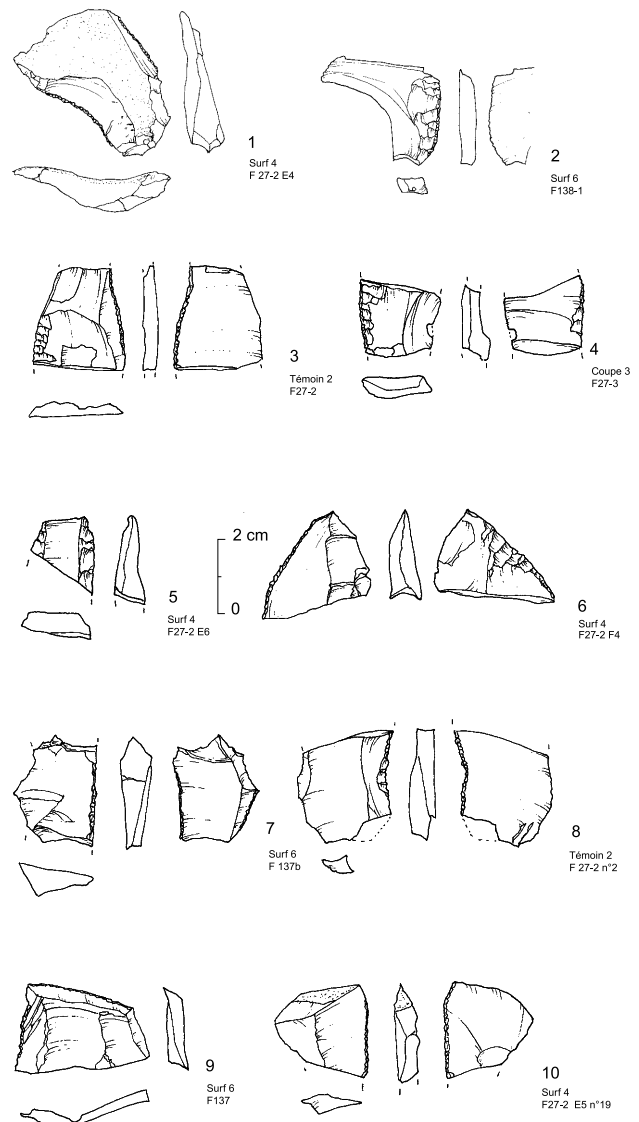 1
Surf 4
F 27-2 E4
2
Surf 6
F138-1
3
Témoin 2
F27-2
4
Coupe 3
F27-3
5
Surf 4
F27-2 E6
2 cm
0
6
Surf 4
F27-2 F4
7
Surf 6
F 137b
8
Témoin 2
F 27-2 n°2
9
Surf 6
F137
10
Surf 4
F27-2 E5 n°19